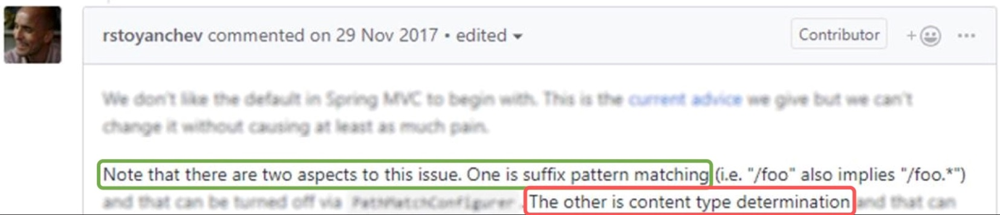 rstoyanchev commented on 29 Nov 2017 • edited
Contributor
We don't like the default in Spring MVC to begin with. This is the current advice we give but we can't
change it without causing at least as much pain.
Note that there are two aspects to this issue. One is suffix pattern matching (i.e. "/foo" also implies "/foo.*")
and that can be turned off via PathMatchConfigurer. The other is content type determination and that can